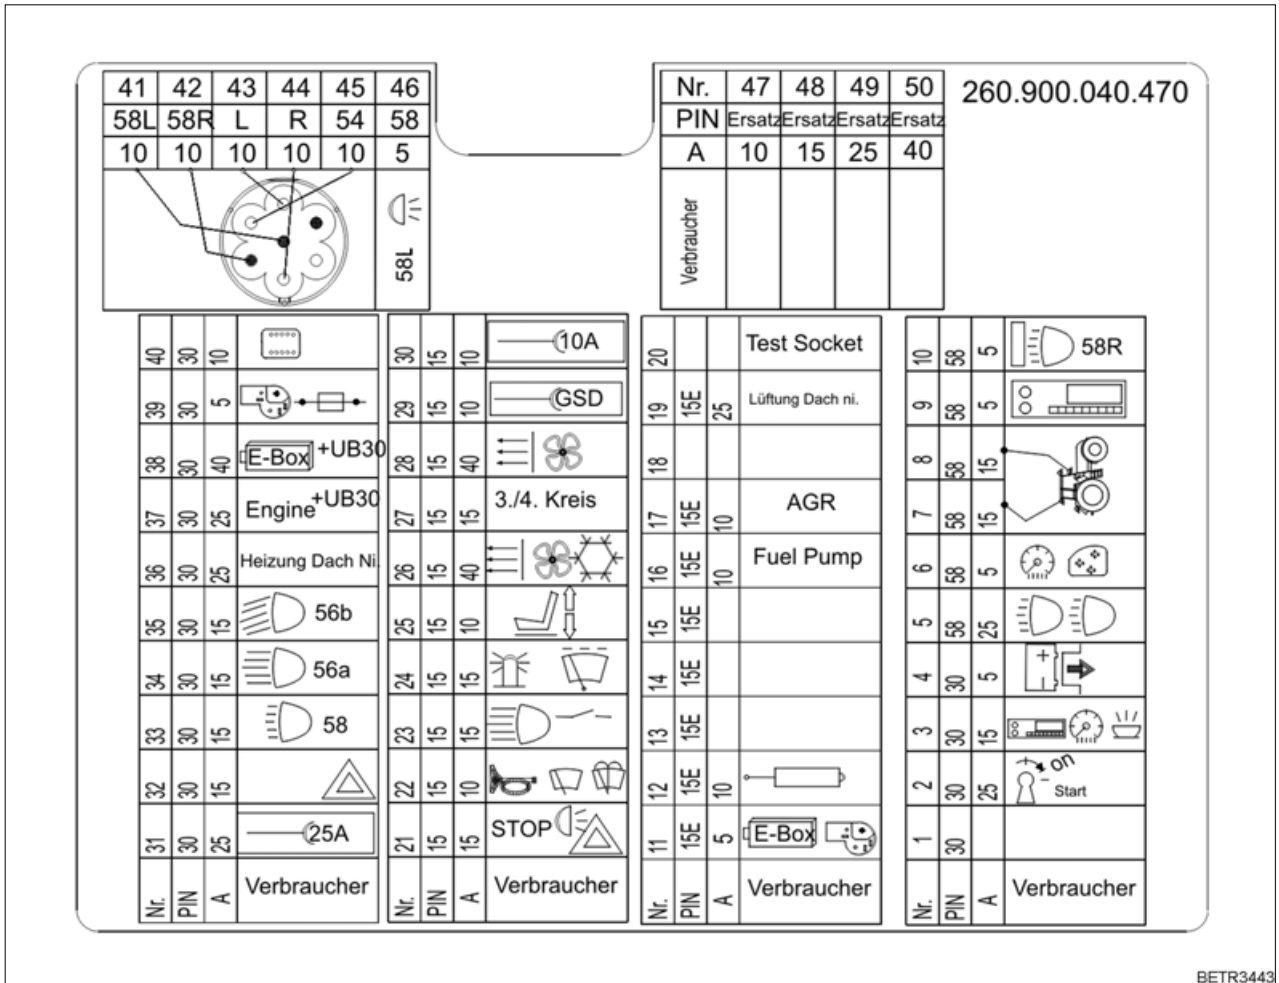 41 42 43 44 45 46
58L 58R L R 54 58
10 10 10 10 10 5
58L
Nr. 47 48 49 50
PIN Ersatz Ersatz Ersatz Ersatz
A 10 15 25 40
Verbraucher
260.900.040.470
40 30 10
39 30 5
38 30 40 E-Box +UB30
37 30 25 Engine +UB30
36 30 25 Heizung Dach Ni.
35 30 15 56b
34 30 15 56a
33 30 15 58
32 30 15
31 30 25 25A
Nr. PIN A Verbraucher
30 15 10 10A
29 15 10 GSD
28 15 40
27 15 15 3./4. Kreis
26 15 40
25 15 10
24 15 15
23 15 15
22 15 10
21 15 15 STOP
Nr. PIN A Verbraucher
20 Test Socket
19 15E 25 Lüftung Dach ni.
18
17 15E 10 AGR
16 15E 10 Fuel Pump
15 15E
14 15E
13 15E
12 15E 10
11 15E 5 E-Box
Nr. PIN A Verbraucher
10 58 5 58R
9 58 5
8 58 15
7 58 15
6 58 5
5 58 25
4 30 5 + −
3 30 15
2 30 25 on Start
1 30
Nr. PIN A Verbraucher
BETR3443